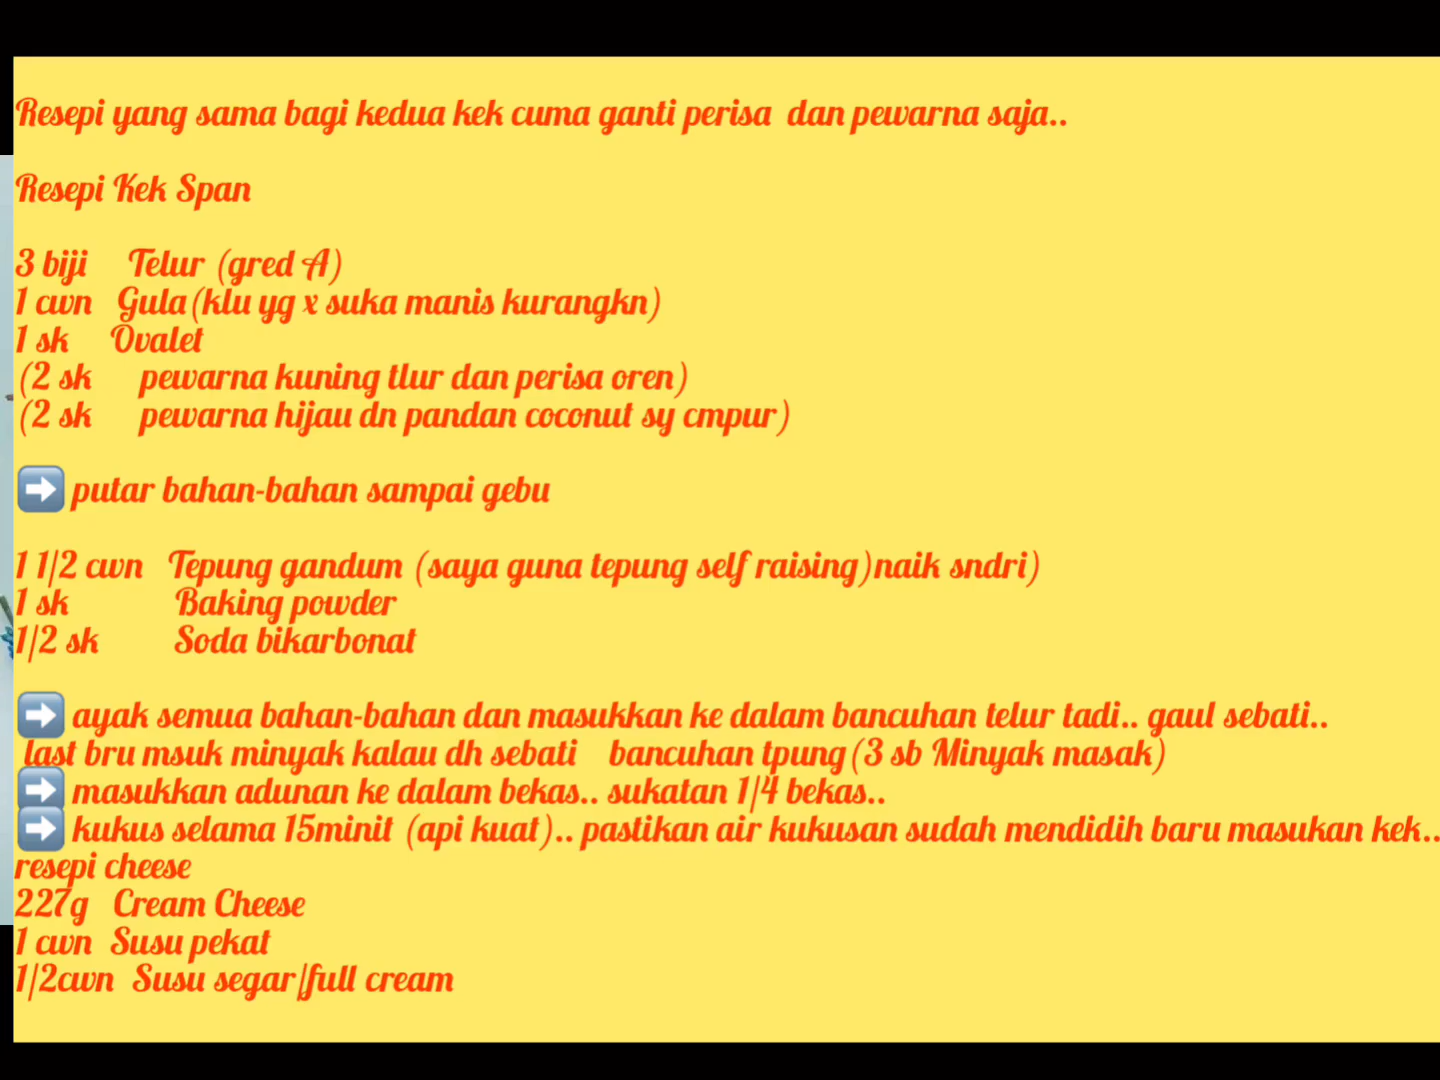 Resepi yang sama bagi kedua kek cuma ganti perisa dan pewarna saja..
Resepi Kek Span
3 biji Telur (gred A)
1 cwn Gula(klu yg x suka manis kurangkn)
1 sk Ovalet
(2 sk pewarna kuning tlur dan perisa oren)
(2 sk pewarna hijau dn pandan coconut sy cmpur)
➡️ putar bahan-bahan sampai gebu
1 1/2 cwn Tepung gandum (saya guna tepung self raising)naik sndri)
1 sk Baking powder
1/2 sk Soda bikarbonat
➡️ ayak semua bahan-bahan dan masukkan ke dalam bancuhan telur tadi.. gaul sebati..
last bru msuk minyak kalau dh sebati bancuhan tpung(3 sb Minyak masak)
➡️ masukkan adunan ke dalam bekas.. sukatan 1/4 bekas..
➡️ kukus selama 15minit (api kuat).. pastikan air kukusan sudah mendidih baru masukan kek..
resepi cheese
227g Cream Cheese
1 cwn Susu pekat
1/2cwn Susu segar/full cream